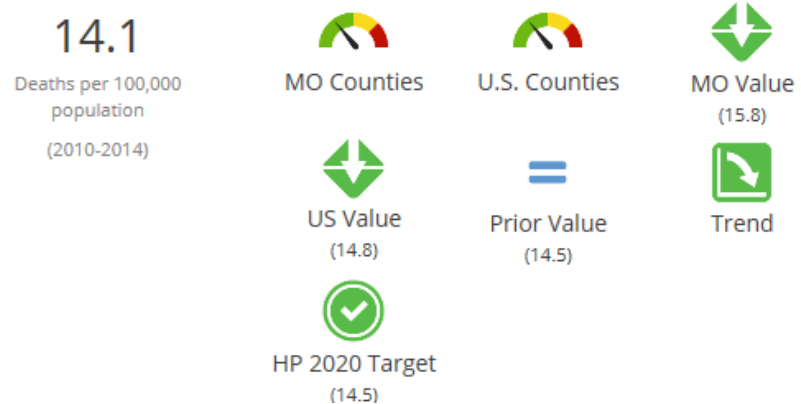 14.1
Deaths per 100,000
population
(2010-2014)
MO Counties
U.S. Counties
MO Value
(15.8)
US Value
(14.8)
Prior Value
(14.5)
Trend
HP 2020 Target
(14.5)